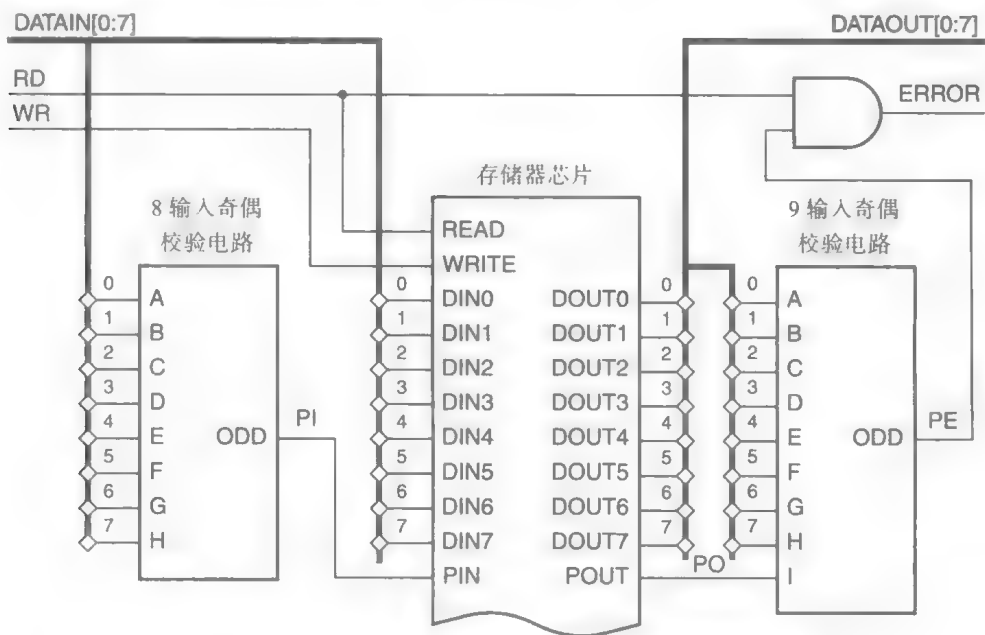 DATAIN[0:7]
DATAOUT[0:7]
RD
WR
ERROR
存储器芯片
8 输入奇偶
校验电路
9 输入奇偶
校验电路
READ
WRITE
0
A
1
B
2
C
3
D
4
E
5
F
6
G
7
H
ODD
PI
0
DIN0
1
DIN1
2
DIN2
3
DIN3
4
DIN4
5
DIN5
6
DIN6
7
DIN7
PIN
DOUT0
0
DOUT1
1
DOUT2
2
DOUT3
3
DOUT4
4
DOUT5
5
DOUT6
6
DOUT7
7
POUT
PO
0
A
1
B
2
C
3
D
4
E
5
F
6
G
7
H
I
ODD
PE